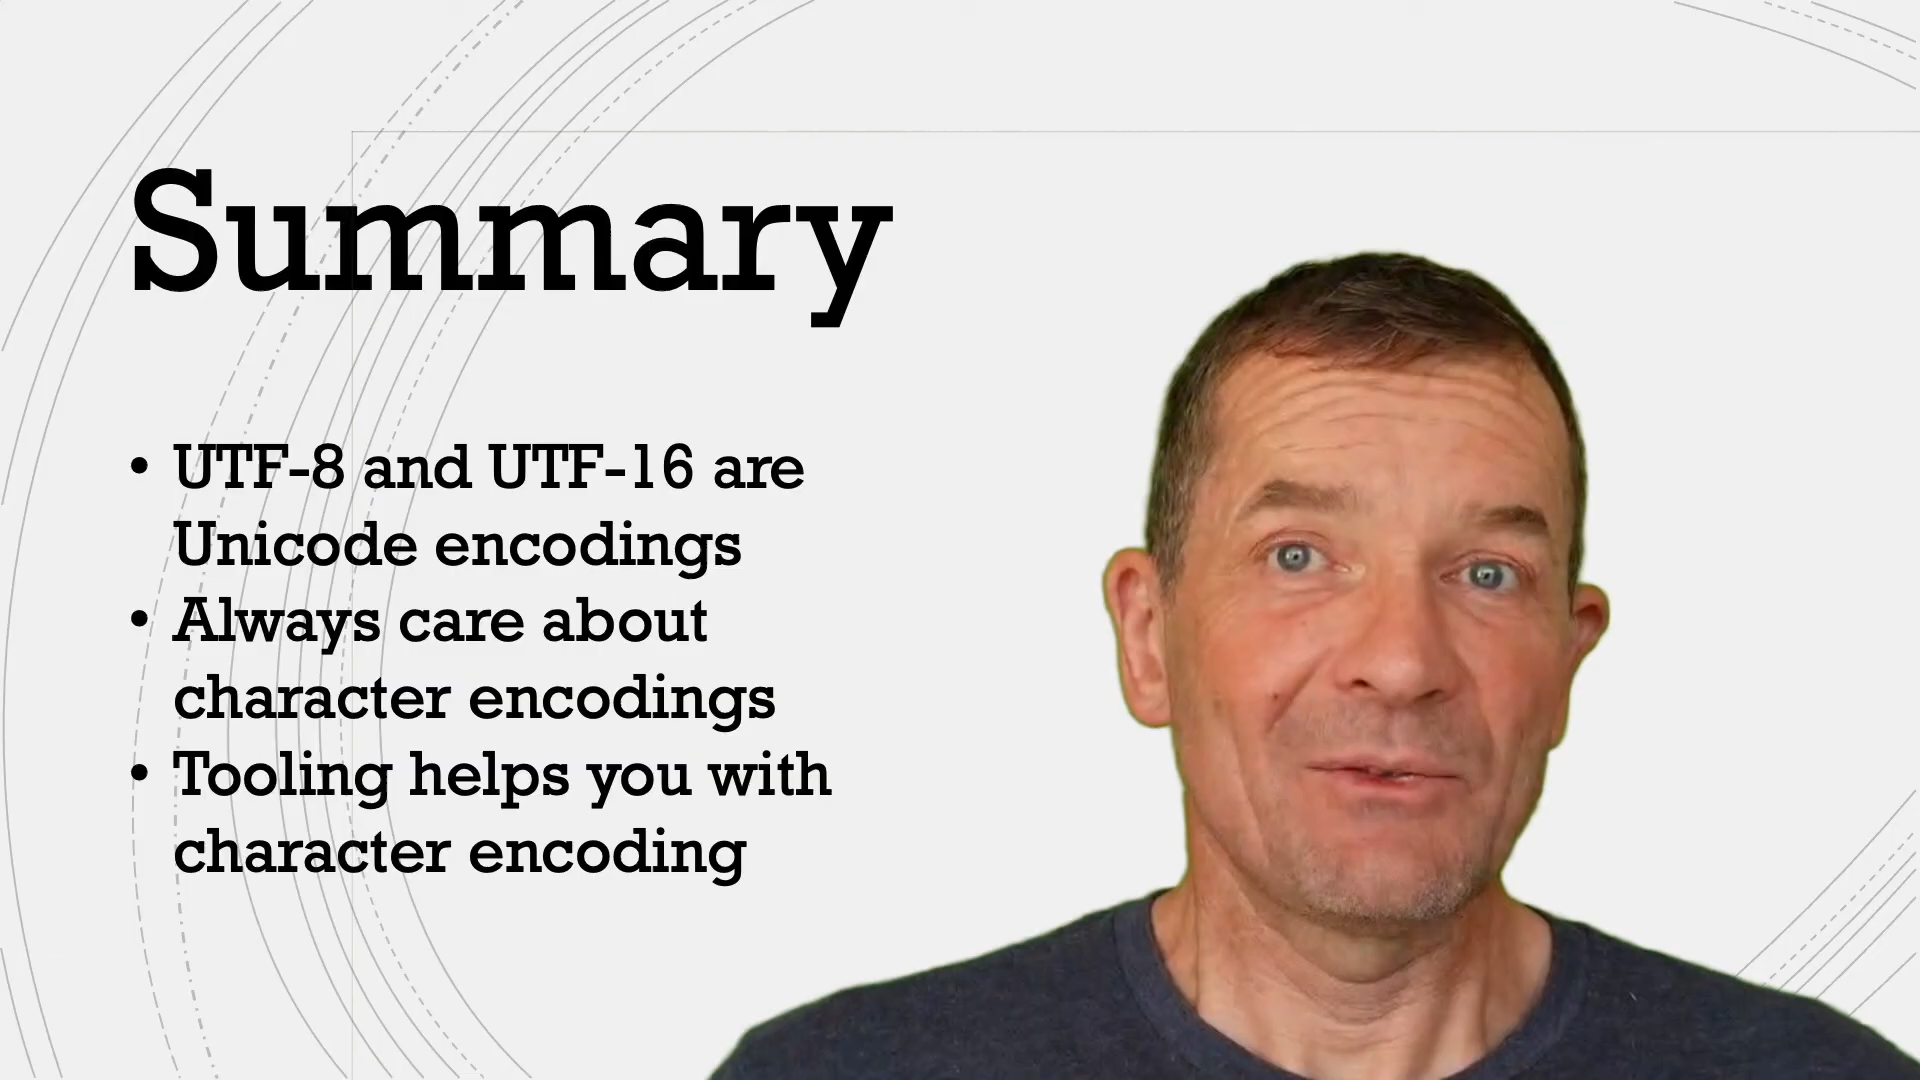 Summary
• UTF-8 and UTF-16 are
Unicode encodings
• Always care about
character encodings
• Tooling helps you with
character encoding